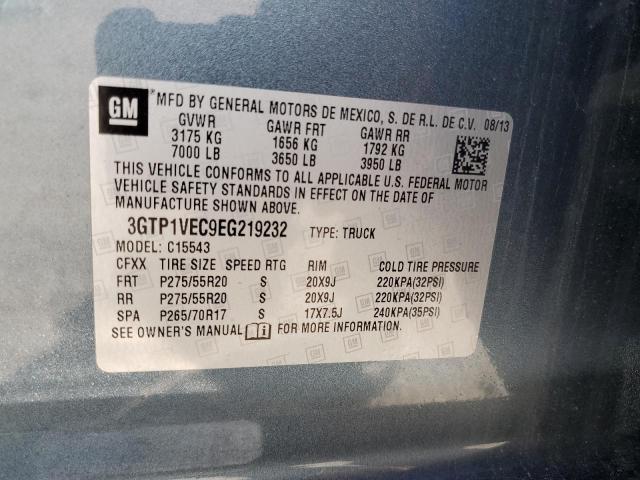 GM
MFD BY GENERAL MOTORS DE MEXICO, S. DE R.L. DE C.V. 08/13
GVWR GAWR FRT GAWR RR
3175 KG 1656 KG 1792 KG
7000 LB 3650 LB 3950 LB
THIS VEHICLE CONFORMS TO ALL APPLICABLE U.S. FEDERAL MOTOR
VEHICLE SAFETY STANDARDS IN EFFECT ON THE DATE OF
MANUFACTURE SHOWN ABOVE.
3GTP1VEC9EG219232 TYPE: TRUCK
MODEL: C15543
CFXX TIRE SIZE SPEED RTG RIM COLD TIRE PRESSURE
FRT P275/55R20 S 20X9J 220KPA(32PSI)
RR P275/55R20 S 20X9J 220KPA(32PSI)
SPA P265/70R17 S 17X7.5J 240KPA(35PSI)
SEE OWNER'S MANUAL FOR MORE INFORMATION.